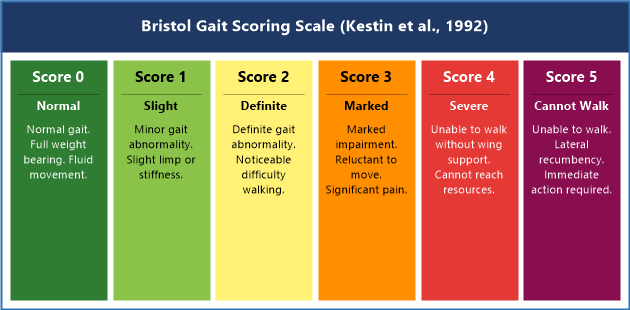 Bristol Gait Scoring Scale (Kestin et al., 1992)
Score 0
Normal
Normal gait.
Full weight
bearing. Fluid
movement.
Score 1
Slight
Minor gait
abnormality.
Slight limp or
stiffness.
Score 2
Definite
Definite gait
abnormality.
Noticeable
difficulty
walking.
Score 3
Marked
Marked
impairment.
Reluctant to
move.
Significant pain.
Score 4
Severe
Unable to walk
without wing
support.
Cannot reach
resources.
Score 5
Cannot Walk
Unable to walk.
Lateral
recumbency.
Immediate
action required.